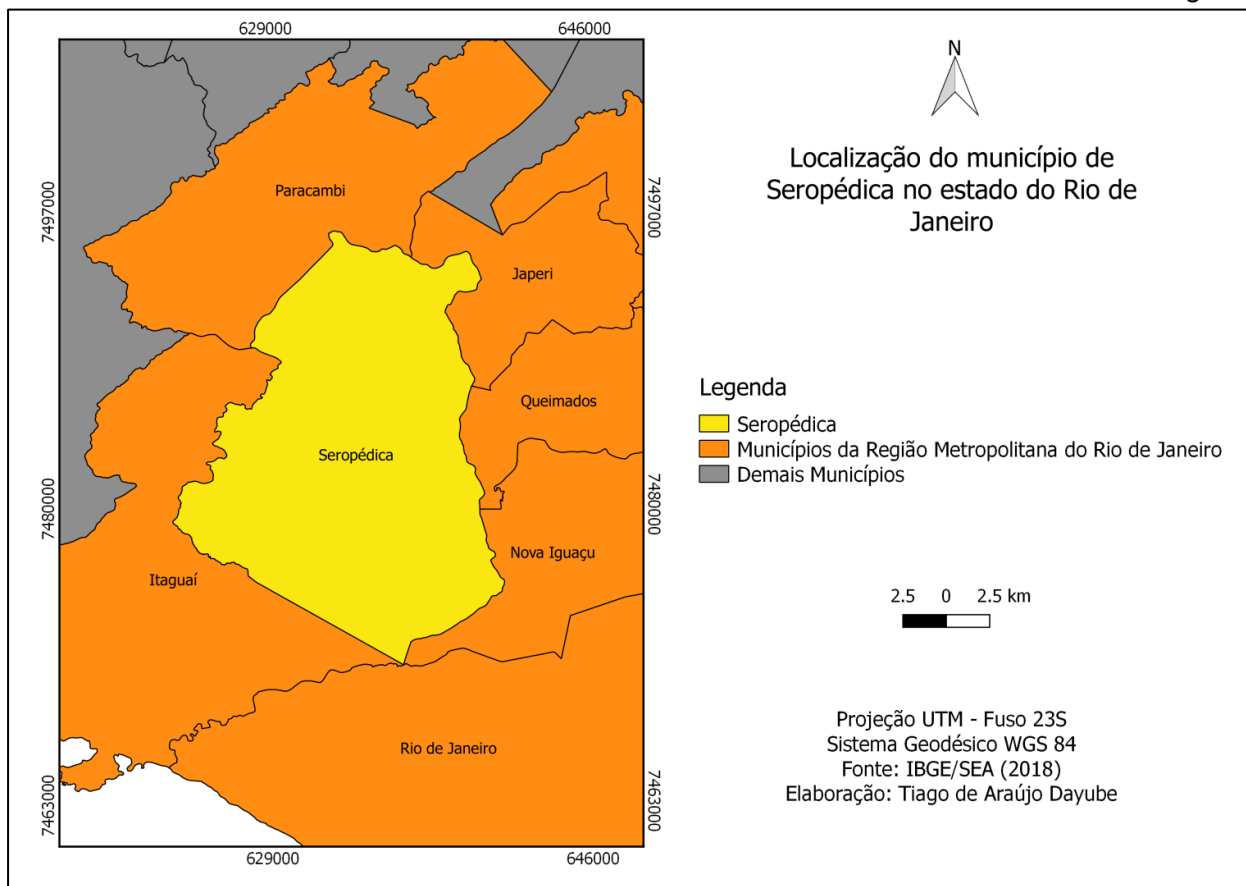 629000
646000
N
Localização do município de
Seropédica no estado do Rio de
Janeiro
7497000
7497000
Paracambi
Japeri
Queimados
Seropédica
Legenda
Seropédica
Municípios da Região Metropolitana do Rio de Janeiro
Demais Municípios
7480000
7480000
Nova Iguaçu
Itaguaí
2.5 0 2.5 km
Rio de Janeiro
Projeção UTM - Fuso 23S
Sistema Geodésico WGS 84
Fonte: IBGE/SEA (2018)
Elaboração: Tiago de Araújo Dayube
7463000
7463000
629000
646000